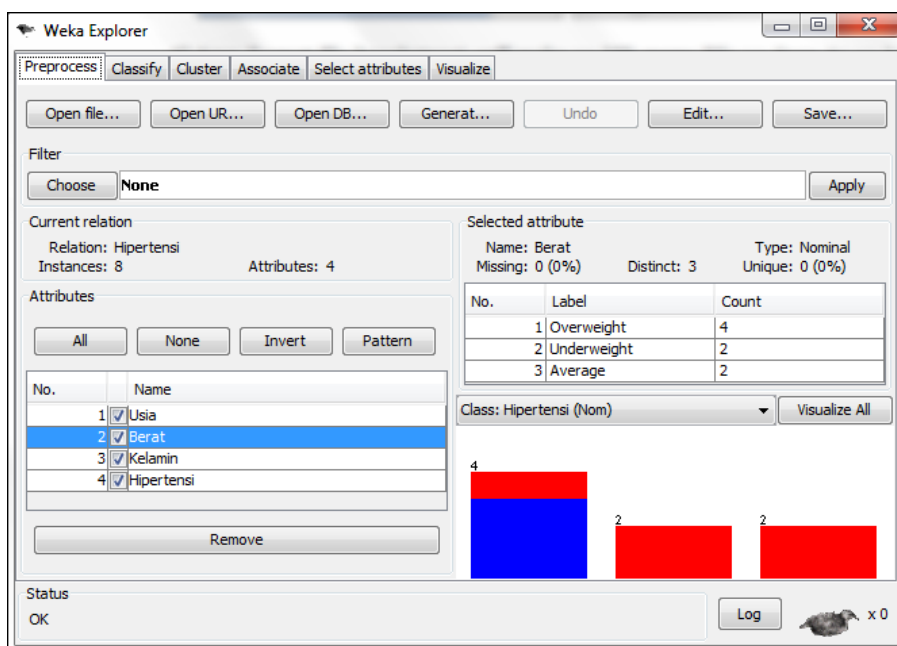 Weka Explorer
Preprocess Classify Cluster Associate Select attributes Visualize
Open file... Open UR... Open DB... Generat... Undo Edit... Save...
Filter
Choose None Apply
Current relation
Relation: Hipertensi
Instances: 8 Attributes: 4
Attributes
All None Invert Pattern
No. Name
1 Usia
2 Berat
3 Kelamin
4 Hipertensi
Remove
Selected attribute
Name: Berat Type: Nominal
Missing: 0 (0%) Distinct: 3 Unique: 0 (0%)
No. Label Count
1 Overweight 4
2 Underweight 2
3 Average 2
Class: Hipertensi (Nom) Visualize All
4
2 2
Status
OK Log x 0